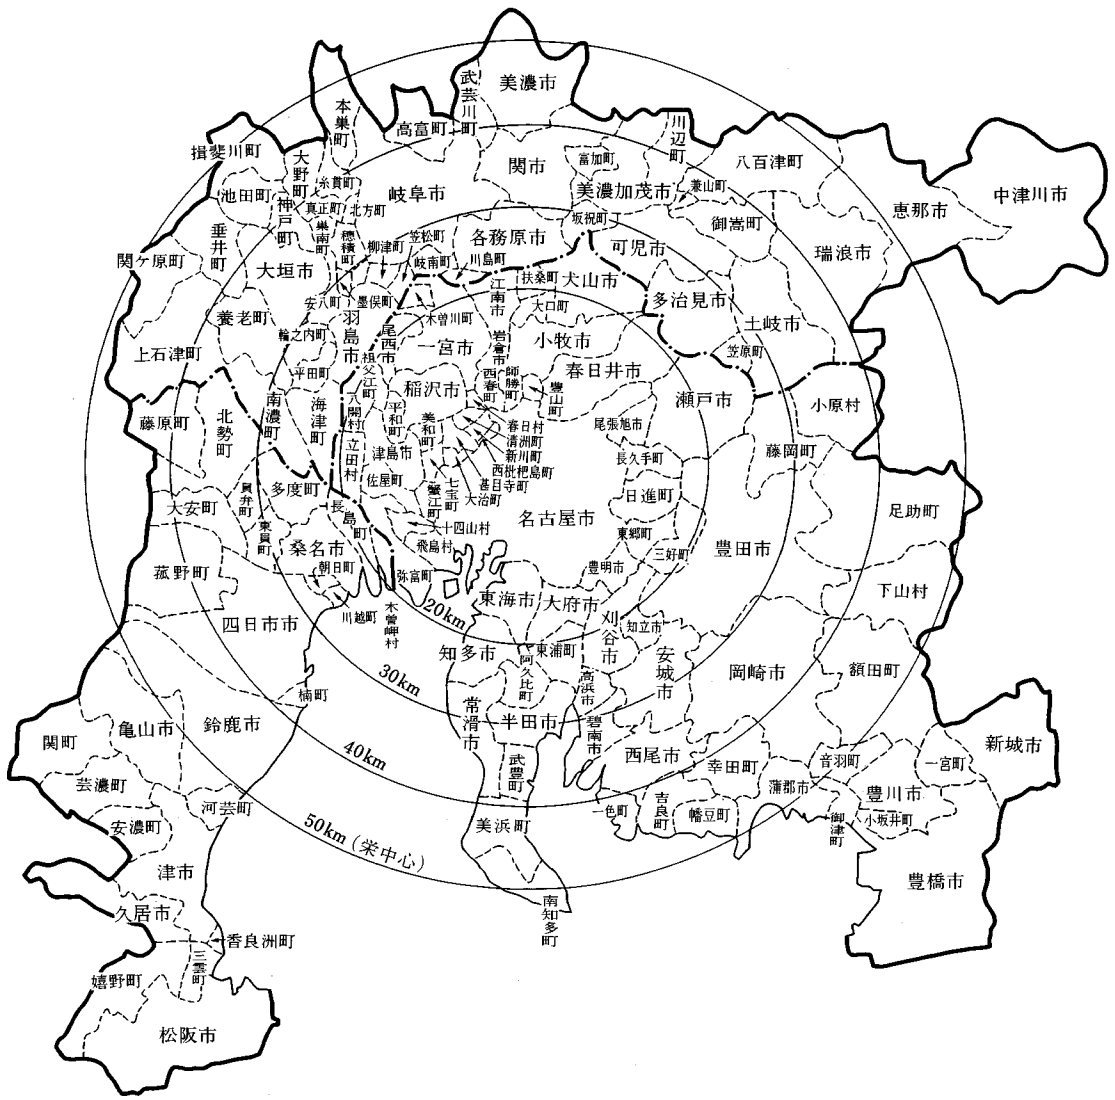 美濃市
武芸川町
本巣町
高富町
川辺町
揖斐川町
大野町
関市
富加町
八百津町
糸貫町
岐阜市
美濃加茂市
兼山町
中津川市
池田町
神戸町
真正町
北方町
恵那市
巣南町
坂祝町
御嵩町
垂井町
穂積町
柳津町
笠松町
各務原市
可児市
瑞浪市
関ケ原町
大垣市
岐南町
川島町
扶桑町
犬山市
江南市
多治見市
安八町
墨俣町
大口町
養老町
羽島市
木曽川町
土岐市
輪之内町
尾西市
一宮市
岩倉市
小牧市
笠原町
上石津町
祖父江町
西春町
師勝町
春日井市
平田町
稲沢市
豊山町
瀬戸市
小原村
藤原町
北勢町
南濃町
海津町
八開村
平和町
美和町
春日村
清洲町
新川町
西枇杷島町
甚目寺町
大治町
尾張旭市
藤岡町
立田村
津島市
長久手町
佐屋町
七宝町
蟹江町
日進町
足助町
大安町
員弁町
多度町
東員町
長島町
十四山村
名古屋市
東郷町
三好町
豊田市
桑名市
飛島村
豊明市
菰野町
朝日町
弥富町
下山村
川越町
木曽岬村
20km
東海市
大府市
刈谷市
知立市
四日市市
知多市
東浦町
安城市
岡崎市
額田町
30km
阿久比町
高浜市
楠町
常滑市
半田市
碧南市
関町
亀山市
鈴鹿市
40km
武豊町
西尾市
幸田町
音羽町
一宮町
新城市
芸濃町
蒲郡市
豊川市
河芸町
一色町
吉良町
幡豆町
御津町
小坂井町
安濃町
50km(栄中心)
美浜町
津市
豊橋市
久居市
南知多町
香良洲町
三雲町
嬉野町
松阪市